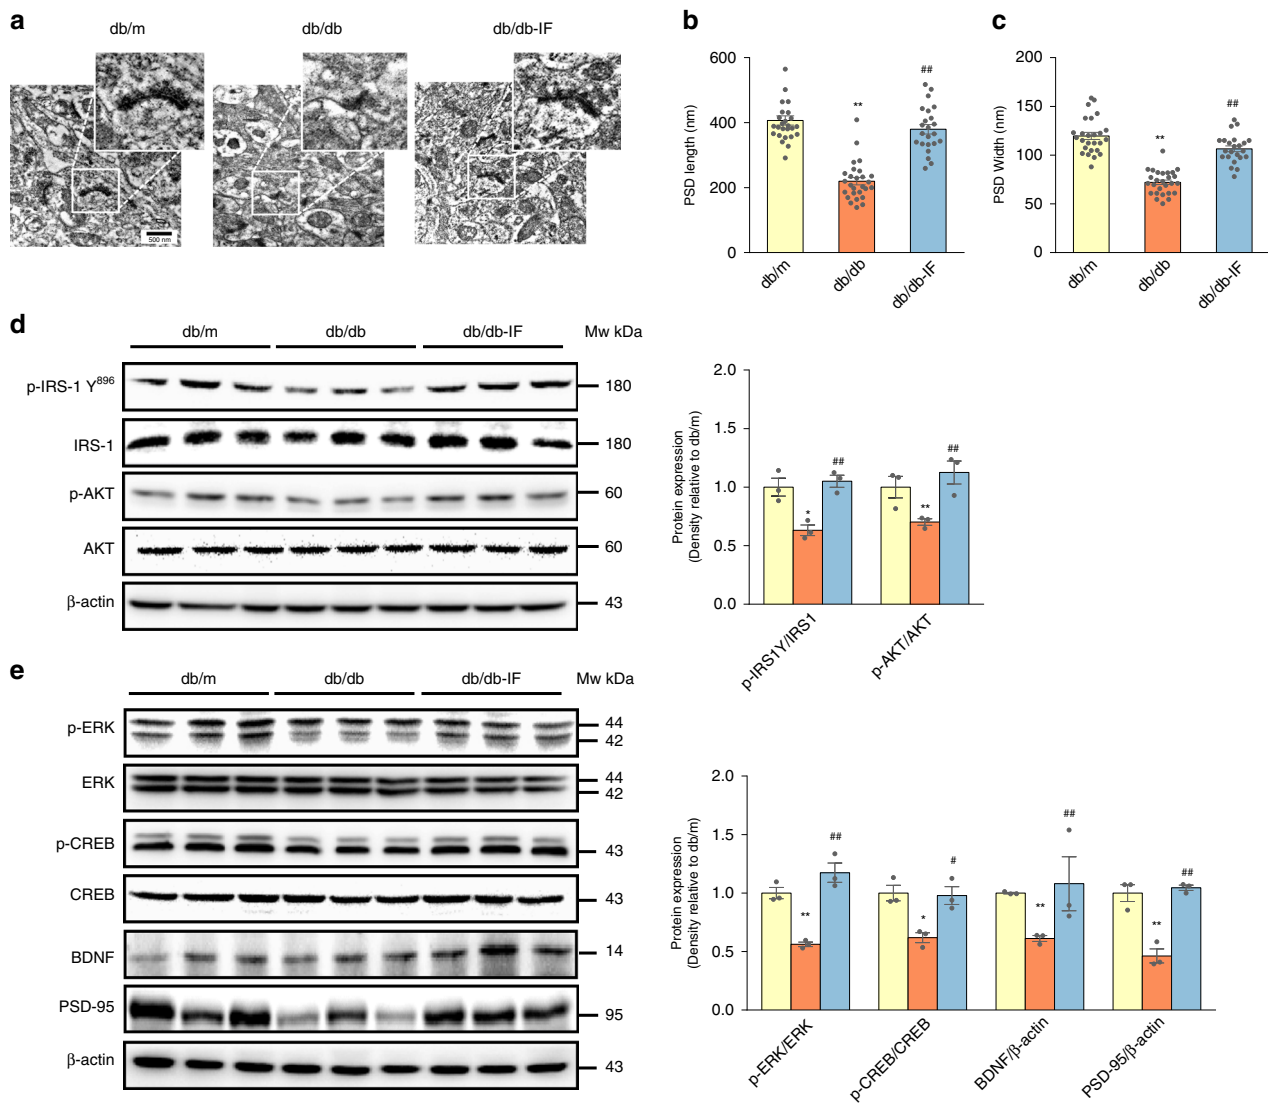 a
db/m
db/db
db/db-IF
500 nm
b
PSD length (nm)
600
400
200
0
**
##
db/m
db/db
db/db-IF
c
PSD Width (nm)
200
150
100
50
0
**
##
db/m
db/db
db/db-IF
d
db/m
db/db
db/db-IF
Mw kDa
p-IRS-1 Y896
180
IRS-1
180
p-AKT
60
AKT
60
β-actin
43
Protein expression
(Density relative to db/m)
2.0
1.5
1.0
0.5
0.0
*
##
**
##
p-IRS1Y/IRS1
p-AKT/AKT
e
db/m
db/db
db/db-IF
Mw kDa
p-ERK
44
42
ERK
44
42
p-CREB
43
CREB
43
BDNF
14
PSD-95
95
β-actin
43
Protein expression
(Density relative to db/m)
2.0
1.5
1.0
0.5
0.0
**
##
*
#
**
##
**
##
p-ERK/ERK
p-CREB/CREB
BDNF/β-actin
PSD-95/β-actin